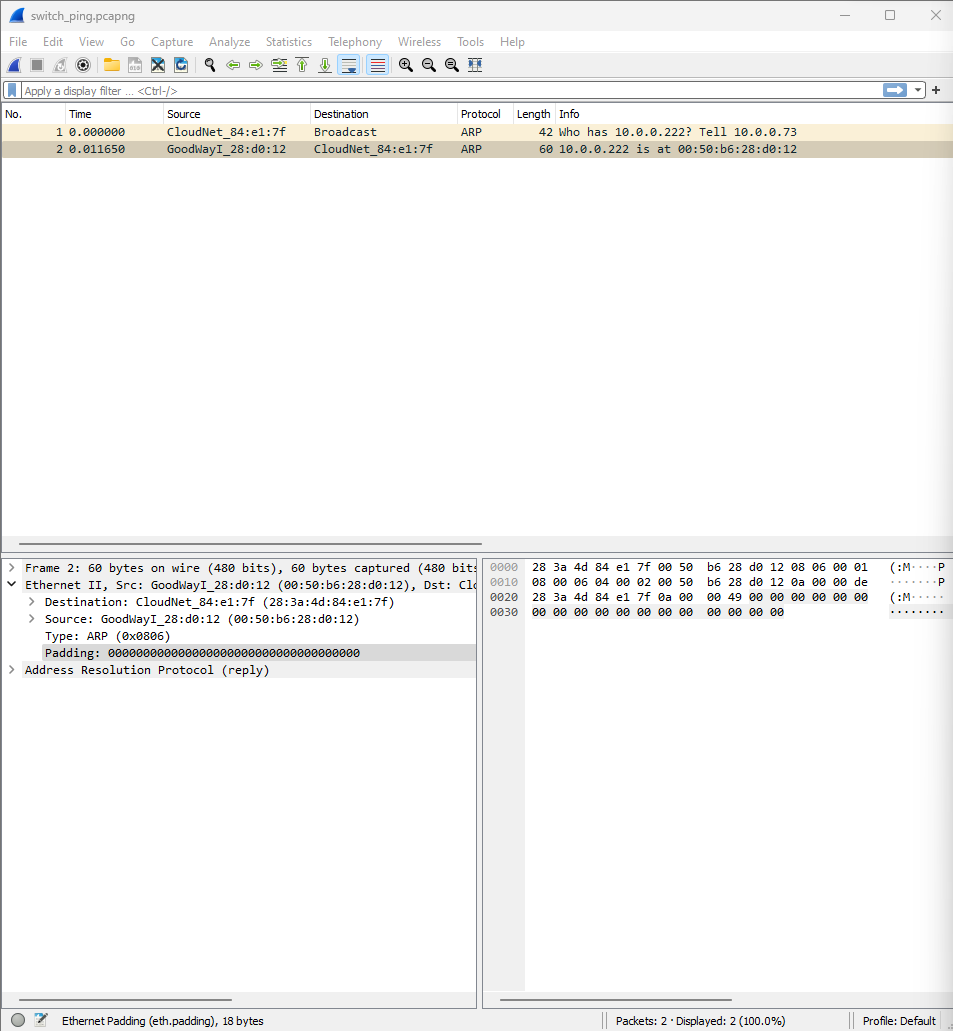 switch_ping.pcapng
File Edit View Go Capture Analyze Statistics Telephony Wireless Tools Help
Apply a display filter ... <Ctrl-/>
No. Time Source Destination Protocol Length Info
1 0.000000 CloudNet_84:e1:7f Broadcast ARP 42 Who has 10.0.0.222? Tell 10.0.0.73
2 0.011650 GoodWayI_28:d0:12 CloudNet_84:e1:7f ARP 60 10.0.0.222 is at 00:50:b6:28:d0:12
Frame 2: 60 bytes on wire (480 bits), 60 bytes captured (480 bits
Ethernet II, Src: GoodWayI_28:d0:12 (00:50:b6:28:d0:12), Dst: Clo
Destination: CloudNet_84:e1:7f (28:3a:4d:84:e1:7f)
Source: GoodWayI_28:d0:12 (00:50:b6:28:d0:12)
Type: ARP (0x0806)
Padding: 000000000000000000000000000000000000
Address Resolution Protocol (reply)
0000 28 3a 4d 84 e1 7f 00 50 b6 28 d0 12 08 06 00 01 (:M····P
0010 08 00 06 04 00 02 00 50 b6 28 d0 12 0a 00 00 de ·······P
0020 28 3a 4d 84 e1 7f 0a 00 00 49 00 00 00 00 00 00 (:M·····
0030 00 00 00 00 00 00 00 00 00 00 00 00 ········
Ethernet Padding (eth.padding), 18 bytes
Packets: 2 · Displayed: 2 (100.0%)
Profile: Default